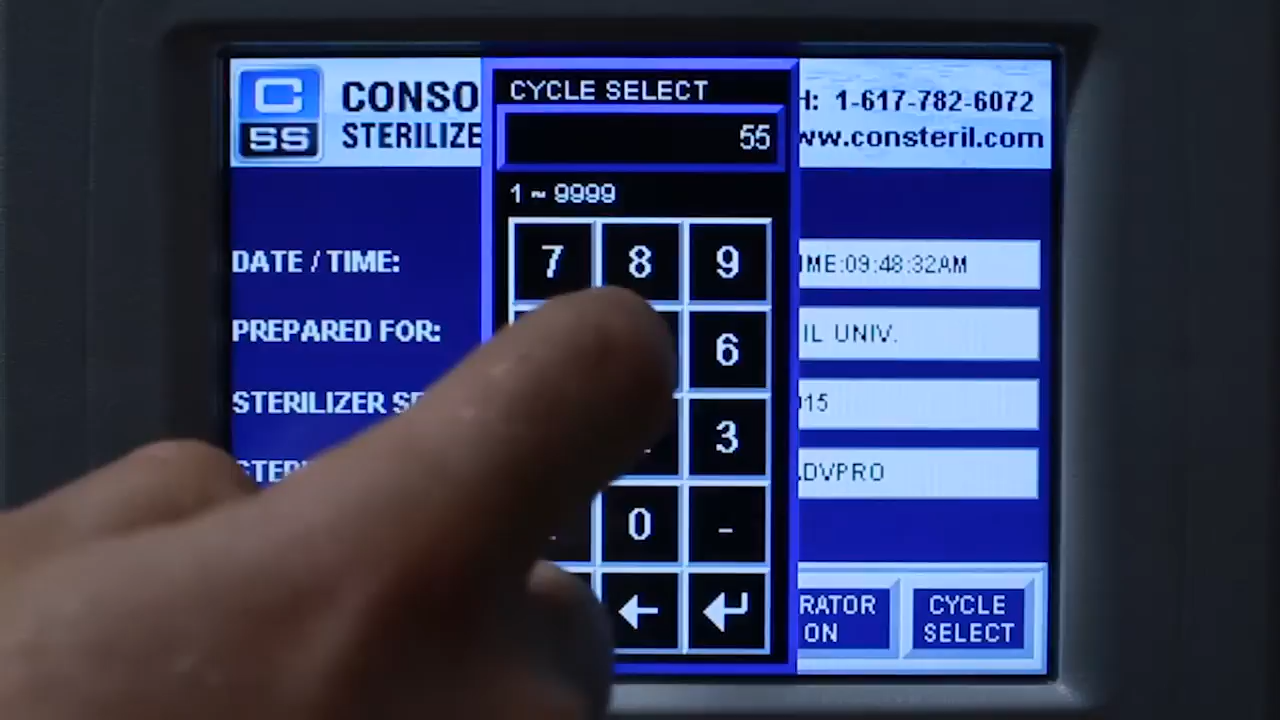 C
SS
CONSO
STERILIZE
H: 1-617-782-6072
ww.consteril.com
CYCLE SELECT
55
1 ~ 9999
7 8 9
6
3
. 0 -
← ↵
DATE / TIME:
IME:09:48:32AM
PREPARED FOR:
IL UNIV.
STERILIZER SE
015
STERI
ADVPRO
RATOR
ON
CYCLE
SELECT